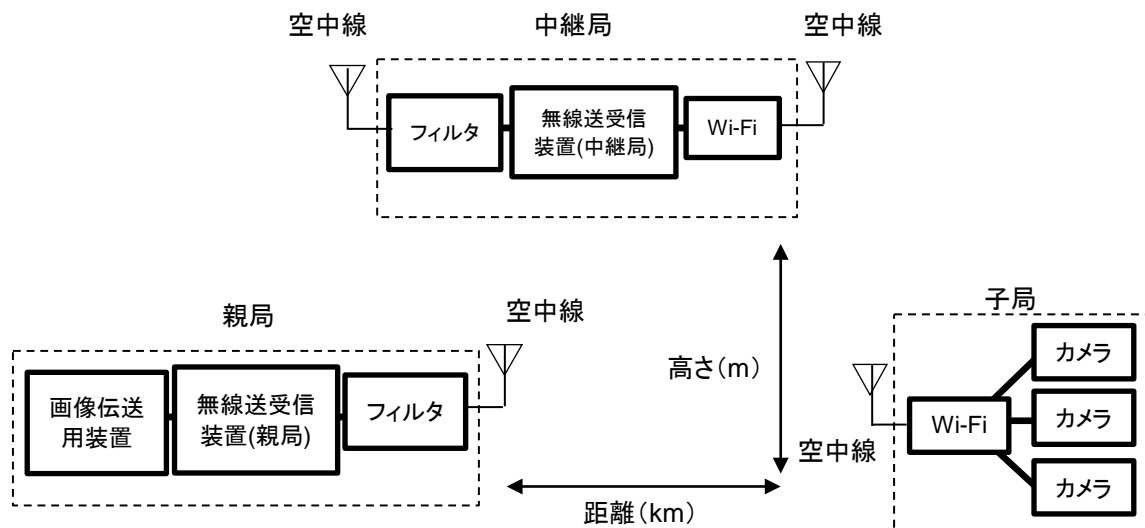 空中線
中継局
空中線
フィルタ
無線送受信
装置(中継局)
Wi-Fi
親局
空中線
画像伝送
用装置
無線送受信
装置(親局)
フィルタ
高さ(m)
距離(km)
子局
空中線
Wi-Fi
カメラ
カメラ
カメラ